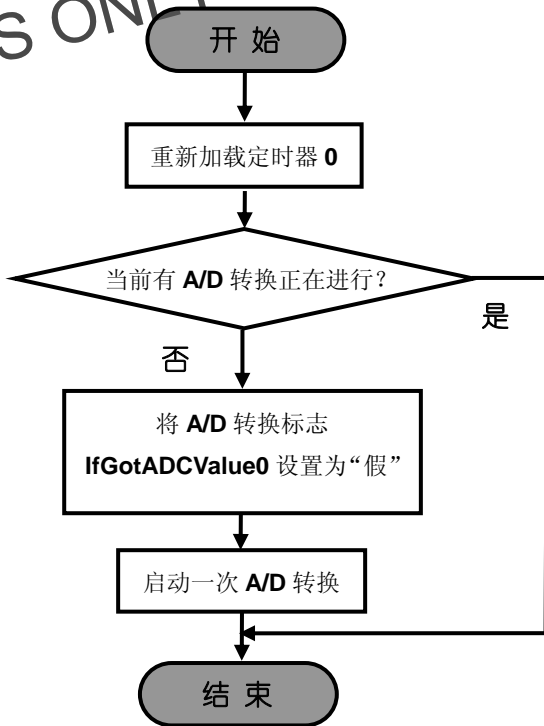 S ONLY
开 始
重新加载定时器 0
当前有 A/D 转换正在进行？
是
否
将 A/D 转换标志
IfGotADCValue0 设置为“假”
启动一次 A/D 转换
结 束